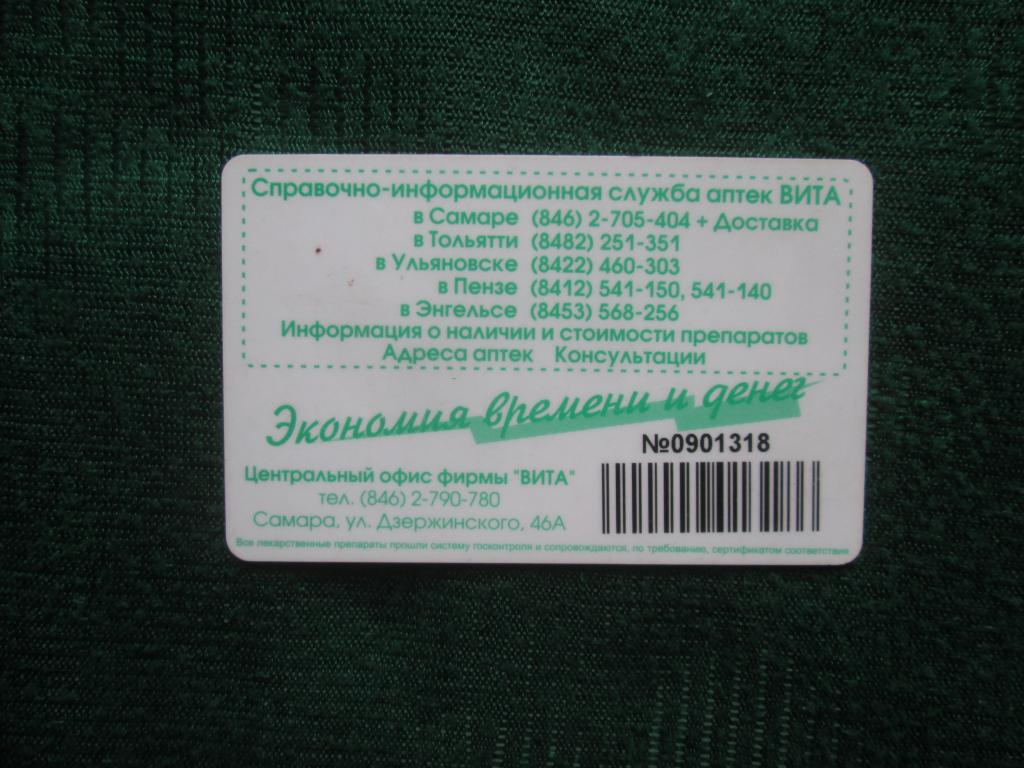 Справочно-информационная служба аптек ВИТА
в Самаре (846) 2-705-404 + Доставка
в Тольятти (8482) 251-351
в Ульяновске (8422) 460-303
в Пензе (8412) 541-150, 541-140
в Энгельсе (8453) 568-256
Информация о наличии и стоимости препаратов
Адреса аптек Консультации
Экономия времени и денег
№0901318
Центральный офис фирмы "ВИТА"
тел. (846) 2-790-780
Самара, ул. Дзержинского, 46А
Все лекарственные препараты прошли систему госконтроля и сопровождаются, по требованию, сертификатом соответствия